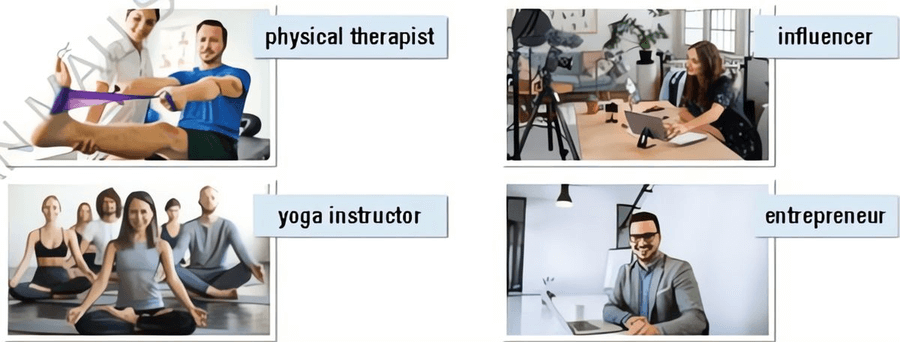 physical therapist
influencer
yoga instructor
entrepreneur